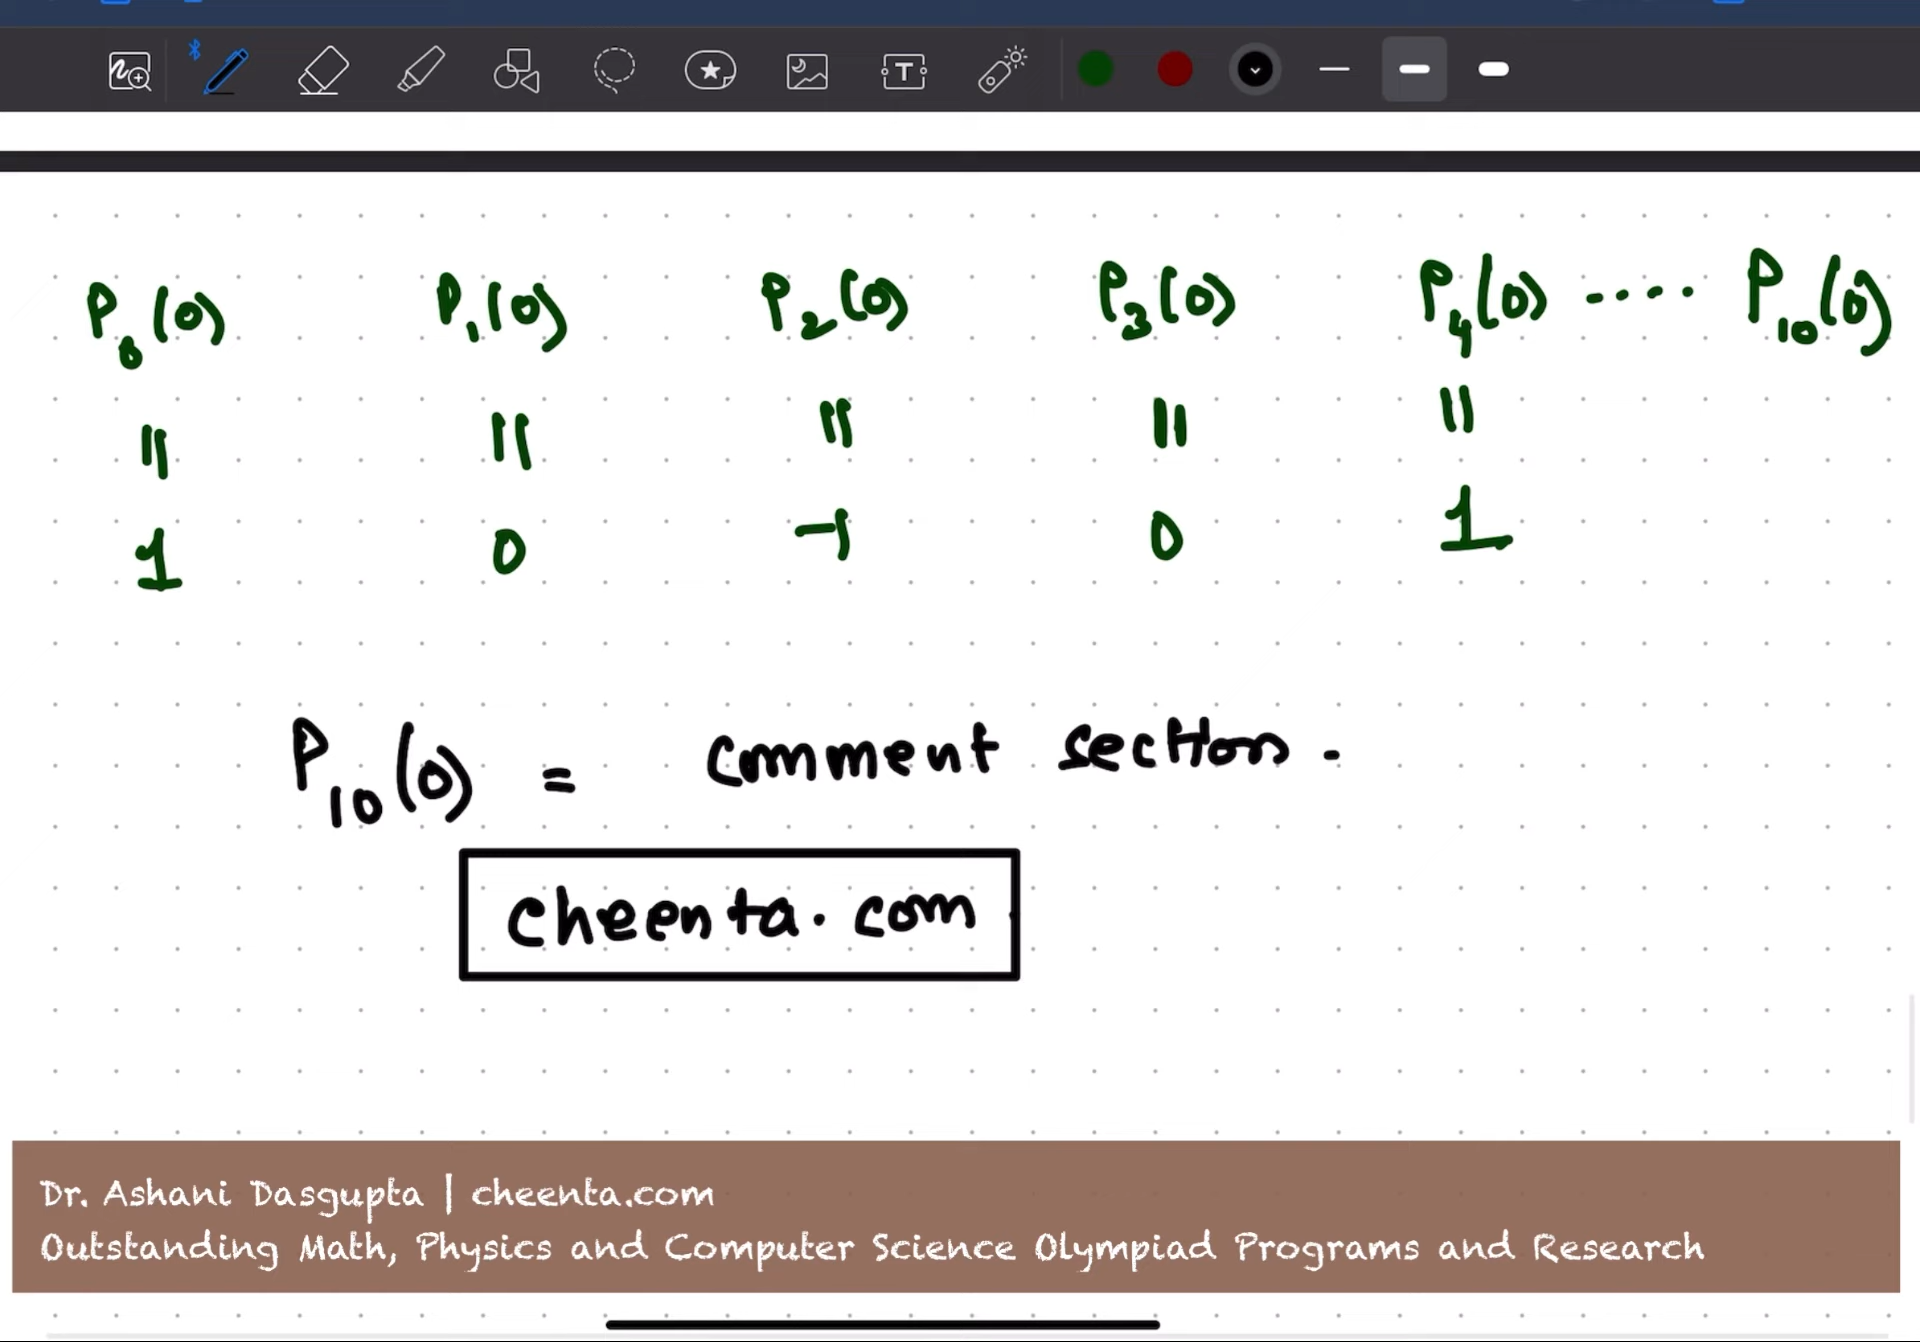 P₀(0) P₁(0) P₂(0) P₃(0) P₄(0) ···· P₁₀(0)
|| || || || ||
1 0 -1 0 1
P₁₀(0) = comment section.
cheenta.com
Dr. Ashani Dasgupta | cheenta.com
Outstanding Math, Physics and Computer Science Olympiad Programs and Research